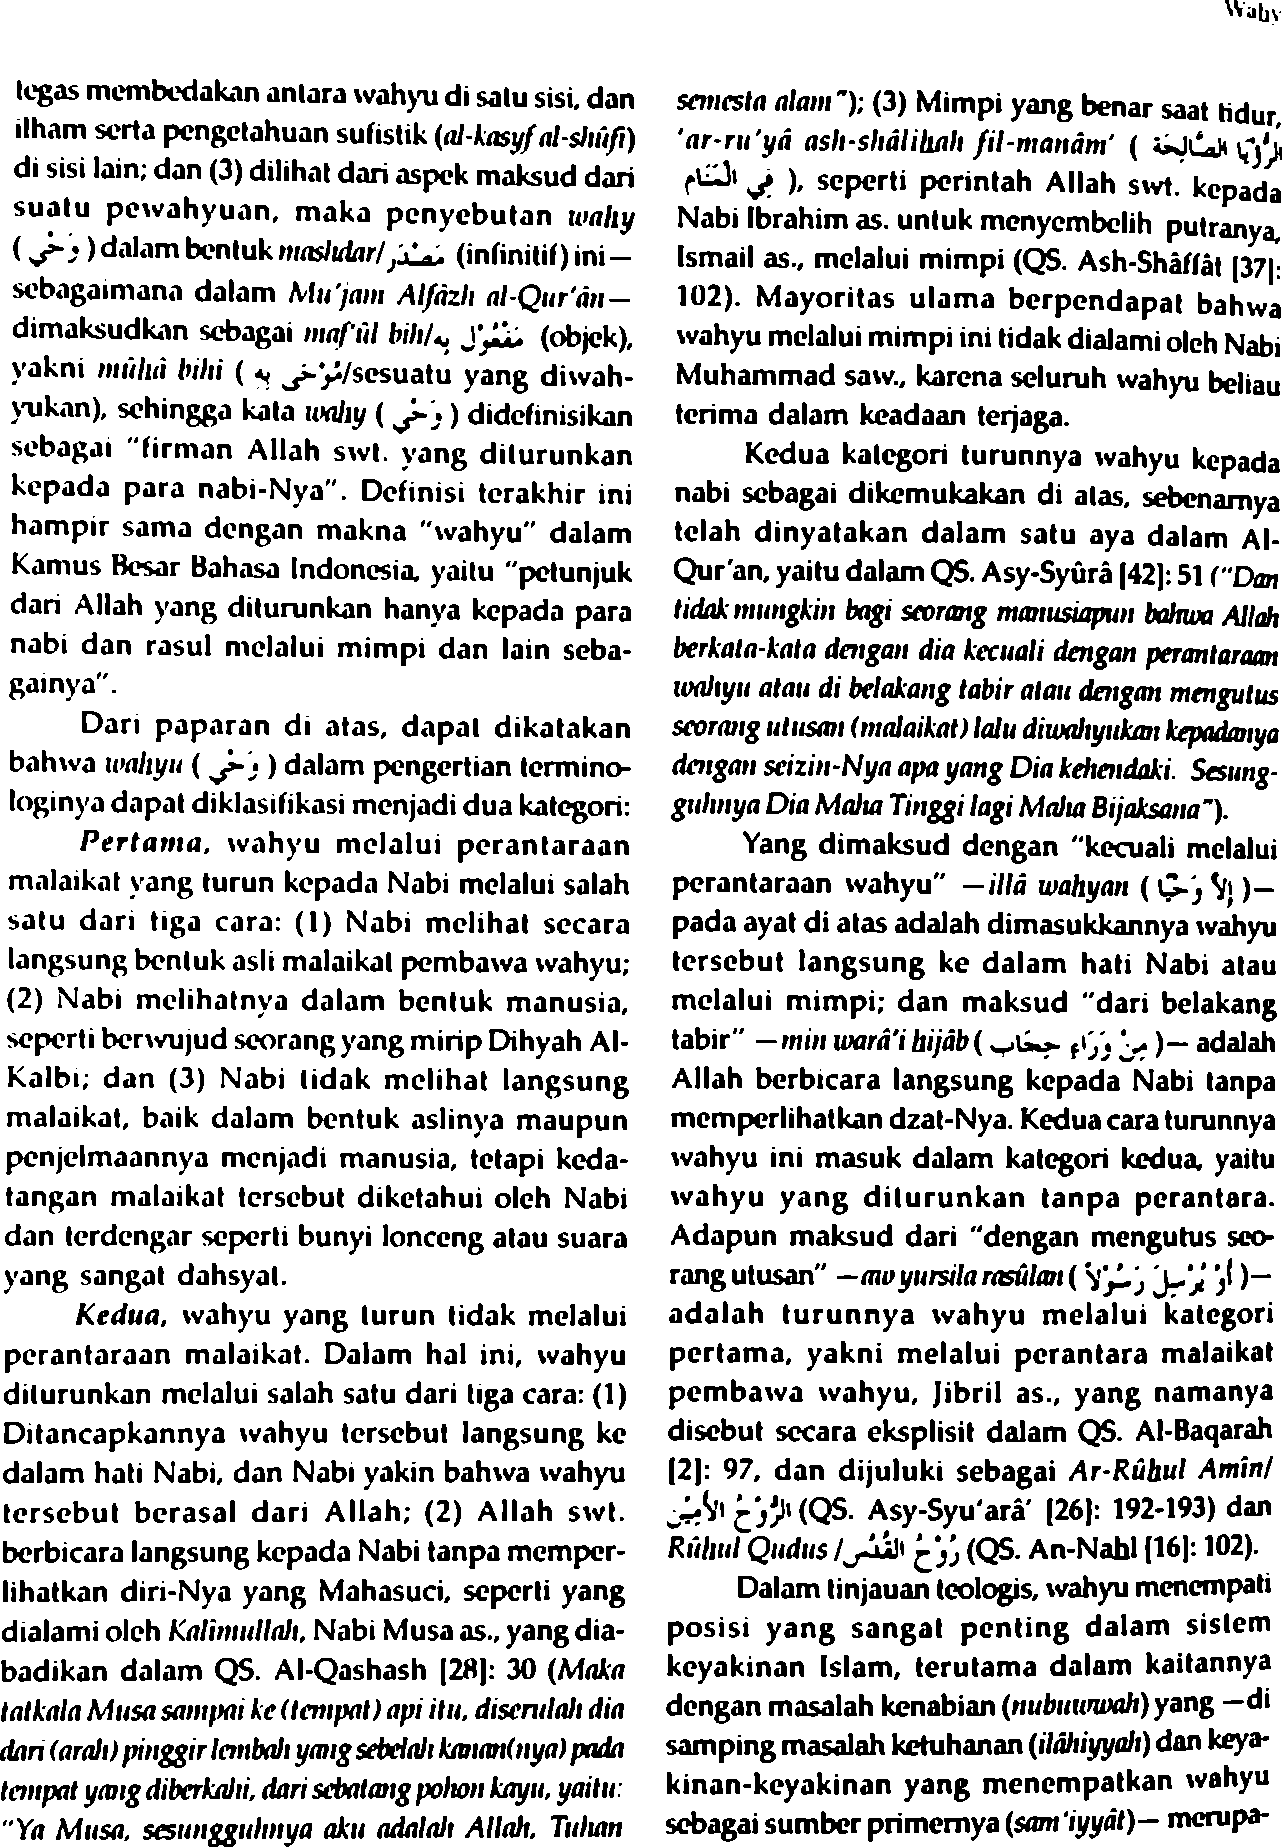 Wahy
tegas membedakan antara wahyu di satu sisi, dan
ilham serta pengetahuan sufistik (al-kasyf al-shûfî)
di sisi lain; dan (3) dilihat dari aspek maksud dari
suatu pewahyuan, maka penyebutan wahy
( وَحْي ) dalam bentuk mashdar/مَصْدَر (infinitif) ini—
sebagaimana dalam Mu'jam Alfâzh al-Qur'ân—
dimaksudkan sebagai maf'ûl bih/مَفْعُوْل بِهِ (objek),
yakni mûhâ bihi ( مُوْحَى بِهِ/sesuatu yang diwah-
yukan), sehingga kata wahy ( وَحْي ) didefinisikan
sebagai "firman Allah swt. yang diturunkan
kepada para nabi-Nya". Definisi terakhir ini
hampir sama dengan makna "wahyu" dalam
Kamus Besar Bahasa Indonesia, yaitu "petunjuk
dari Allah yang diturunkan hanya kepada para
nabi dan rasul melalui mimpi dan lain seba-
gainya".
Dari paparan di atas, dapat dikatakan
bahwa wahyu ( وَحْي ) dalam pengertian termino-
loginya dapat diklasifikasi menjadi dua kategori:
Pertama, wahyu melalui perantaraan
malaikat yang turun kepada Nabi melalui salah
satu dari tiga cara: (1) Nabi melihat secara
langsung bentuk asli malaikat pembawa wahyu;
(2) Nabi melihatnya dalam bentuk manusia,
seperti berwujud seorang yang mirip Dihyah Al-
Kalbi; dan (3) Nabi tidak melihat langsung
malaikat, baik dalam bentuk aslinya maupun
penjelmaannya menjadi manusia, tetapi keda-
tangan malaikat tersebut diketahui oleh Nabi
dan terdengar seperti bunyi lonceng atau suara
yang sangat dahsyat.
Kedua, wahyu yang turun tidak melalui
perantaraan malaikat. Dalam hal ini, wahyu
diturunkan melalui salah satu dari tiga cara: (1)
Ditancapkannya wahyu tersebut langsung ke
dalam hati Nabi, dan Nabi yakin bahwa wahyu
tersebut berasal dari Allah; (2) Allah swt.
berbicara langsung kepada Nabi tanpa memper-
lihatkan diri-Nya yang Mahasuci, seperti yang
dialami oleh Kalîmullah, Nabi Musa as., yang dia-
badikan dalam QS. Al-Qashash [28]: 30 (Maka
tatkala Musa sampai ke (tempat) api itu, diserulah dia
dari (arah) pinggir lembah yang sebelah kanan(nya) pada
tempat yang diberkahi, dari sebatang pohon kayu, yaitu:
"Ya Musa, sesungguhnya aku adalah Allah, Tuhan
semesta alam"); (3) Mimpi yang benar saat tidur,
'ar-ru'yâ ash-shâlihah fil-manâm' ( الرُّؤْيَا الصَّالِحَة
فِي الْمَنَام ), seperti perintah Allah swt. kepada
Nabi Ibrahim as. untuk menyembelih putranya,
Ismail as., melalui mimpi (QS. Ash-Shâffât [37]:
102). Mayoritas ulama berpendapat bahwa
wahyu melalui mimpi ini tidak dialami oleh Nabi
Muhammad saw., karena seluruh wahyu beliau
terima dalam keadaan terjaga.
Kedua kategori turunnya wahyu kepada
nabi sebagai dikemukakan di atas, sebenarnya
telah dinyatakan dalam satu aya dalam Al-
Qur'an, yaitu dalam QS. Asy-Syûrâ [42]: 51 ("Dan
tidak mungkin bagi seorang manusiapun bahwa Allah
berkata-kata dengan dia kecuali dengan perantaraan
wahyu atau di belakang tabir atau dengan mengutus
seorang utusan (malaikat) lalu diwahyukan kepadanya
dengan seizin-Nya apa yang Dia kehendaki. Sesung-
guhnya Dia Maha Tinggi lagi Maha Bijaksana").
Yang dimaksud dengan "kecuali melalui
perantaraan wahyu" —illâ wahyan ( إِلاَّ وَحْيًا )—
pada ayat di atas adalah dimasukkannya wahyu
tersebut langsung ke dalam hati Nabi atau
melalui mimpi; dan maksud "dari belakang
tabir" —min warâ'i hijâb ( مِنْ وَرَاءِ حِجَاب )— adalah
Allah berbicara langsung kepada Nabi tanpa
memperlihatkan dzat-Nya. Kedua cara turunnya
wahyu ini masuk dalam kategori kedua, yaitu
wahyu yang diturunkan tanpa perantara.
Adapun maksud dari "dengan mengutus seo-
rang utusan" —aw yursila rasûlan ( أَوْ يُرْسِلَ رَسُوْلاً )—
adalah turunnya wahyu melalui kategori
pertama, yakni melalui perantara malaikat
pembawa wahyu, Jibril as., yang namanya
disebut secara eksplisit dalam QS. Al-Baqarah
[2]: 97, dan dijuluki sebagai Ar-Rûhul Amîn/
الرُّوْحُ الأَمِيْن (QS. Asy-Syu'arâ' [26]: 192-193) dan
Rûhul Qudus /رُوْحُ الْقُدُس (QS. An-Nahl [16]: 102).
Dalam tinjauan teologis, wahyu menempati
posisi yang sangat penting dalam sistem
keyakinan Islam, terutama dalam kaitannya
dengan masalah kenabian (nubuwwah) yang —di
samping masalah ketuhanan (ilâhiyyah) dan keya-
kinan-keyakinan yang menempatkan wahyu
sebagai sumber primernya (sam'iyyât)— merupa-